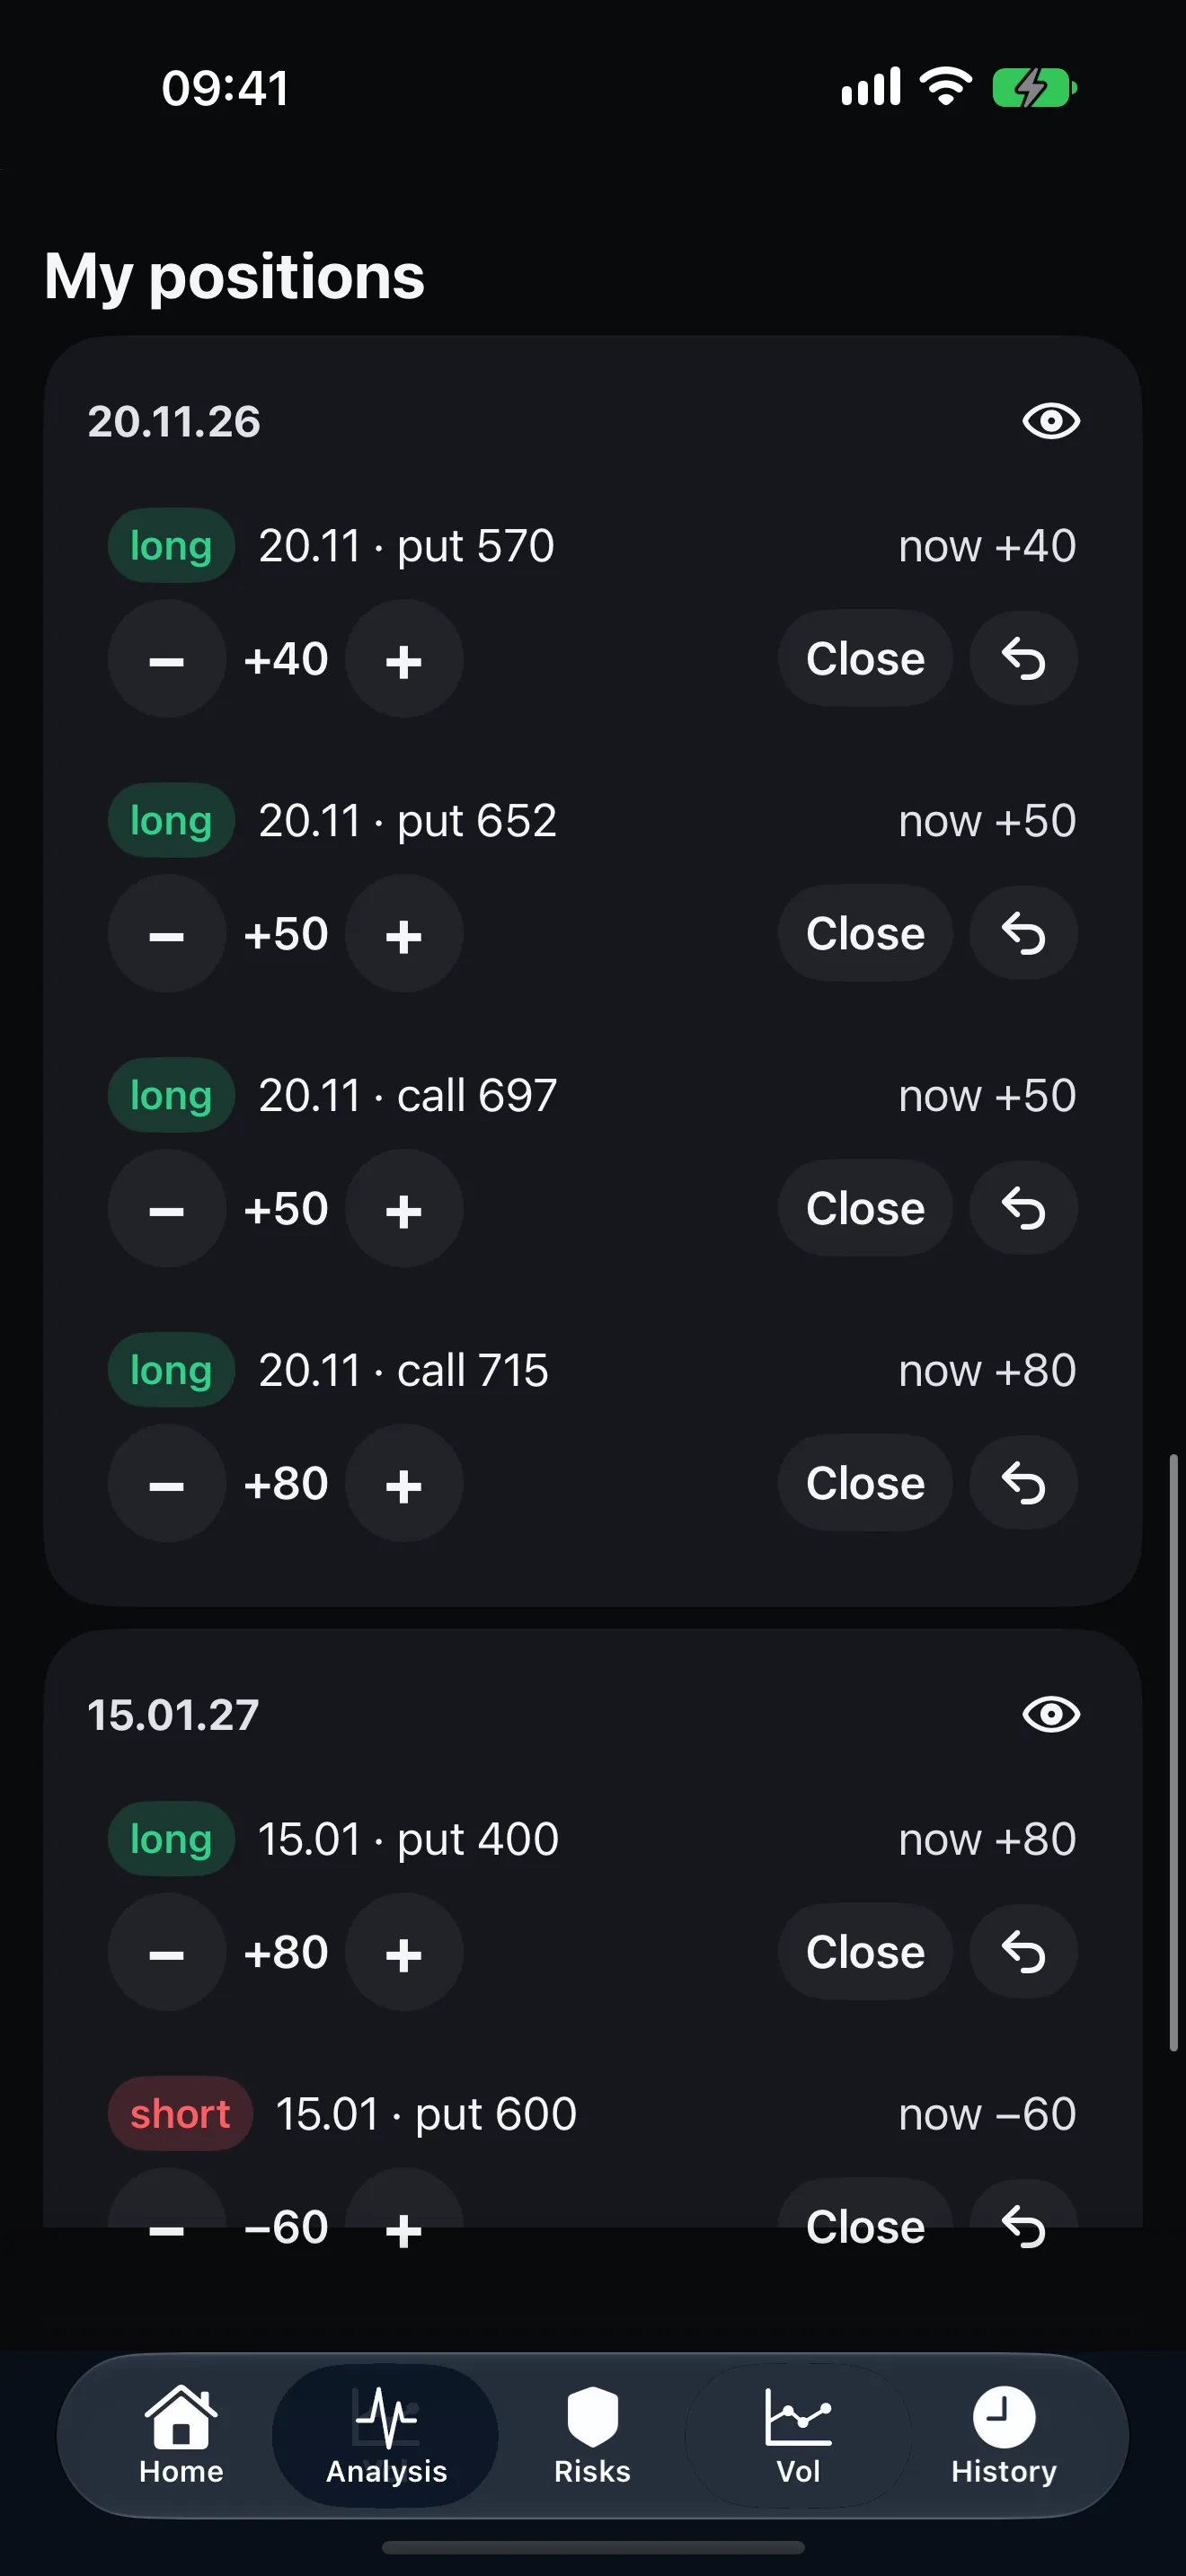 09:41
My positions
20.11.26
long 20.11 · put 570 now +40
− +40 + Close
long 20.11 · put 652 now +50
− +50 + Close
long 20.11 · call 697 now +50
− +50 + Close
long 20.11 · call 715 now +80
− +80 + Close
15.01.27
long 15.01 · put 400 now +80
− +80 + Close
short 15.01 · put 600 now −60
− −60 + Close
Home Analysis Risks Vol History